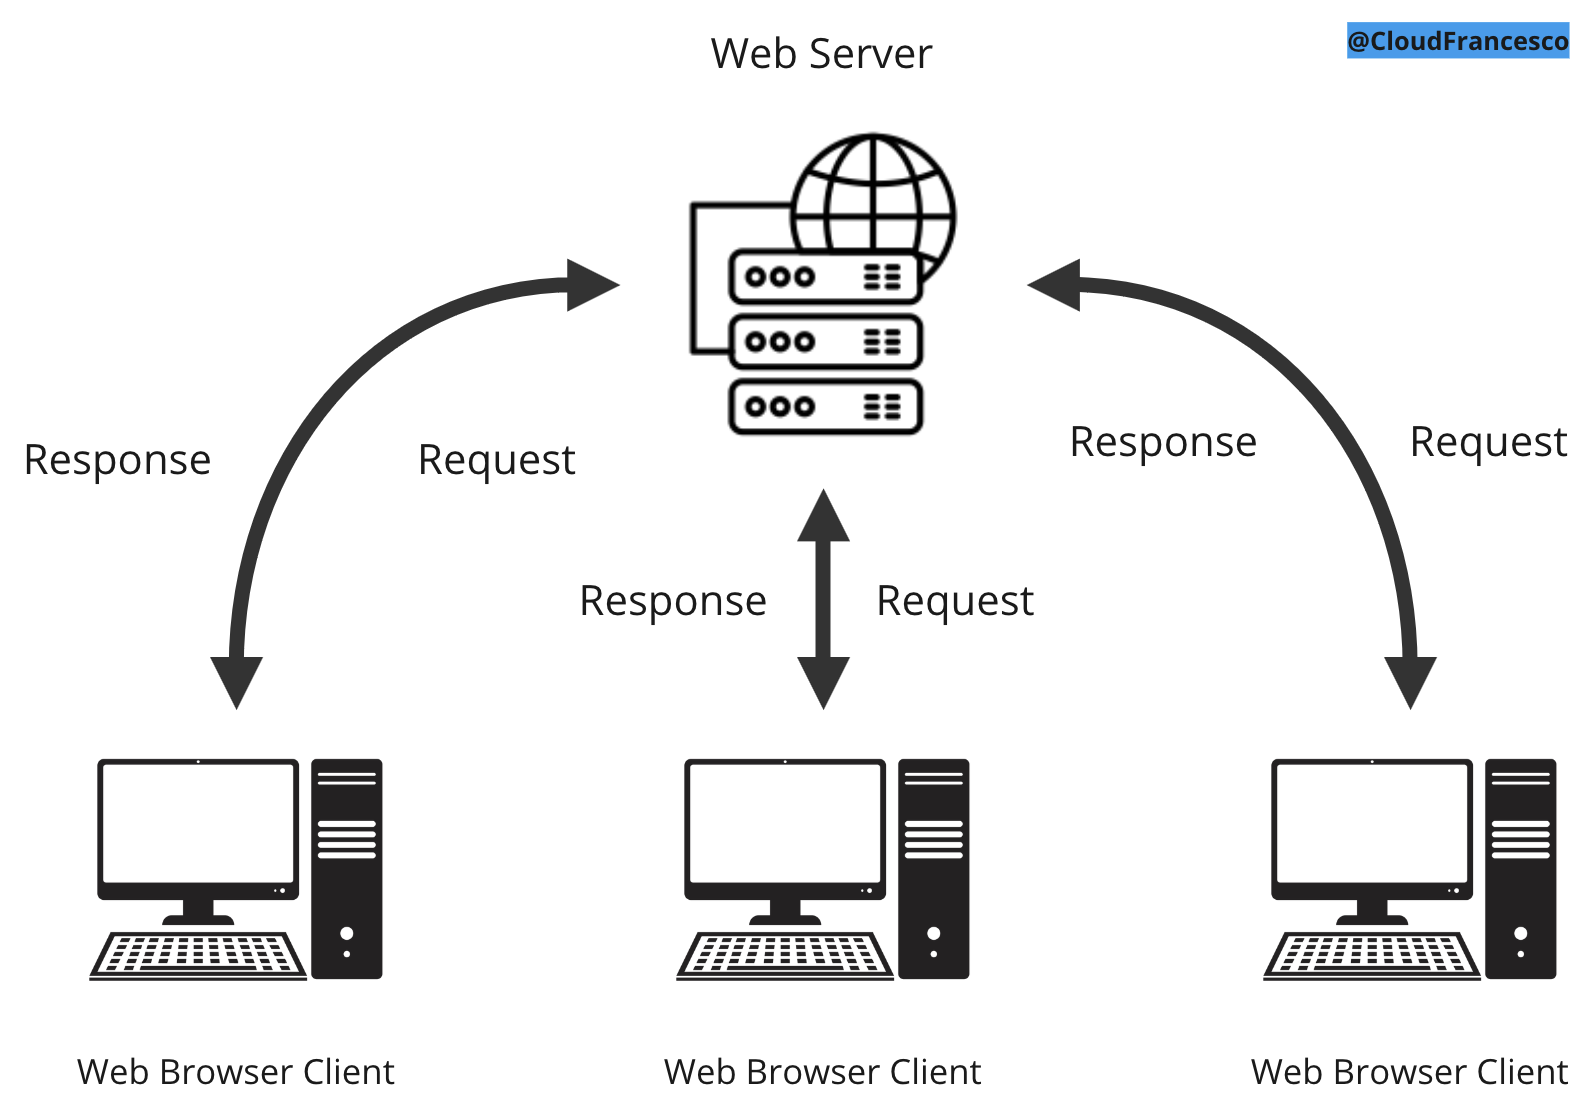 Web Server
@CloudFrancesco
Response
Request
Response
Request
Response
Request
Web Browser Client
Web Browser Client
Web Browser Client